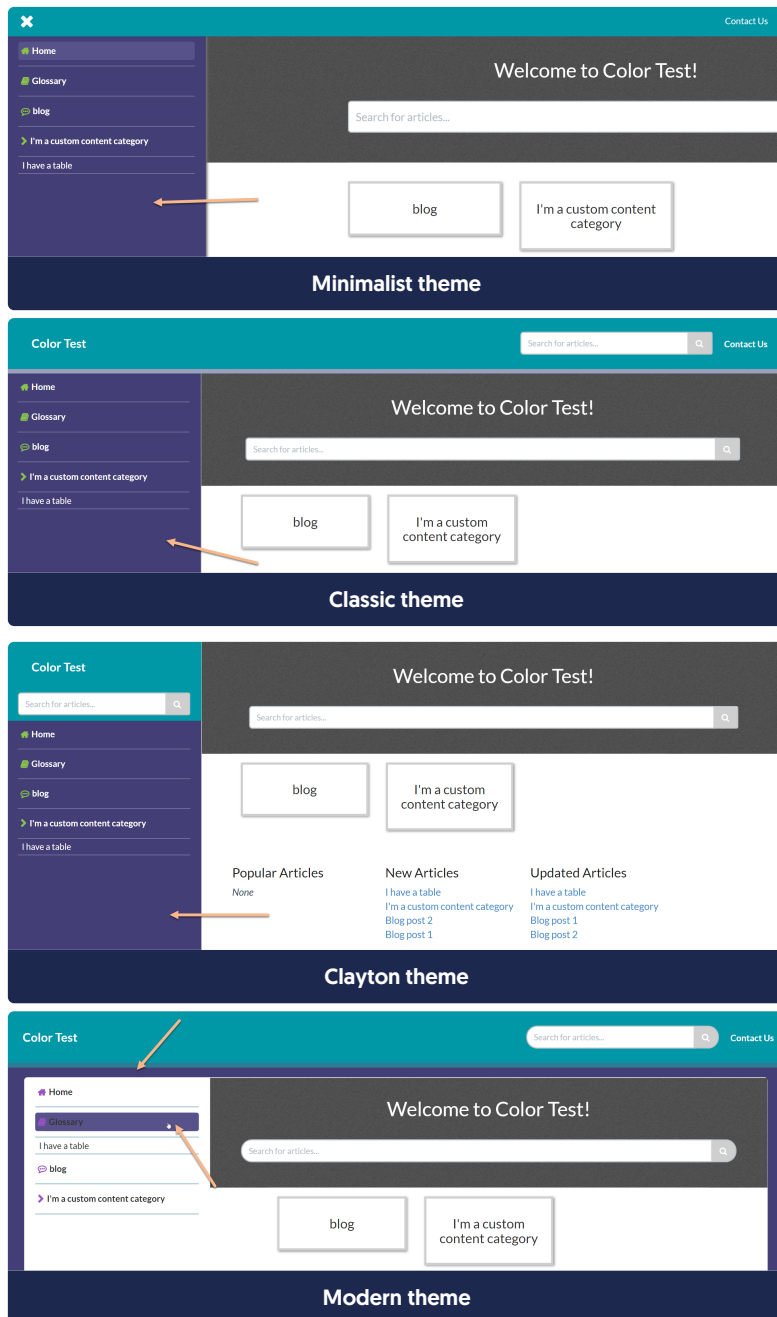 Contact Us
Home
Glossary
blog
I'm a custom content category
I have a table
Welcome to Color Test!
Search for articles...
blog
I'm a custom content
category
Minimalist theme
Color Test
Search for articles...
Contact Us
Home
Glossary
blog
I'm a custom content category
I have a table
Welcome to Color Test!
Search for articles...
blog
I'm a custom
content category
Classic theme
Color Test
Search for articles...
Home
Glossary
blog
I'm a custom content category
I have a table
Welcome to Color Test!
Search for articles...
blog
I'm a custom
content category
Popular Articles
None
New Articles
I have a table
I'm a custom content category
Blog post 2
Blog post 1
Updated Articles
I have a table
I'm a custom content category
Blog post 1
Blog post 2
Clayton theme
Color Test
Search for articles...
Contact Us
Home
Glossary
I have a table
blog
I'm a custom content category
Welcome to Color Test!
Search for articles...
blog
I'm a custom
content category
Modern theme